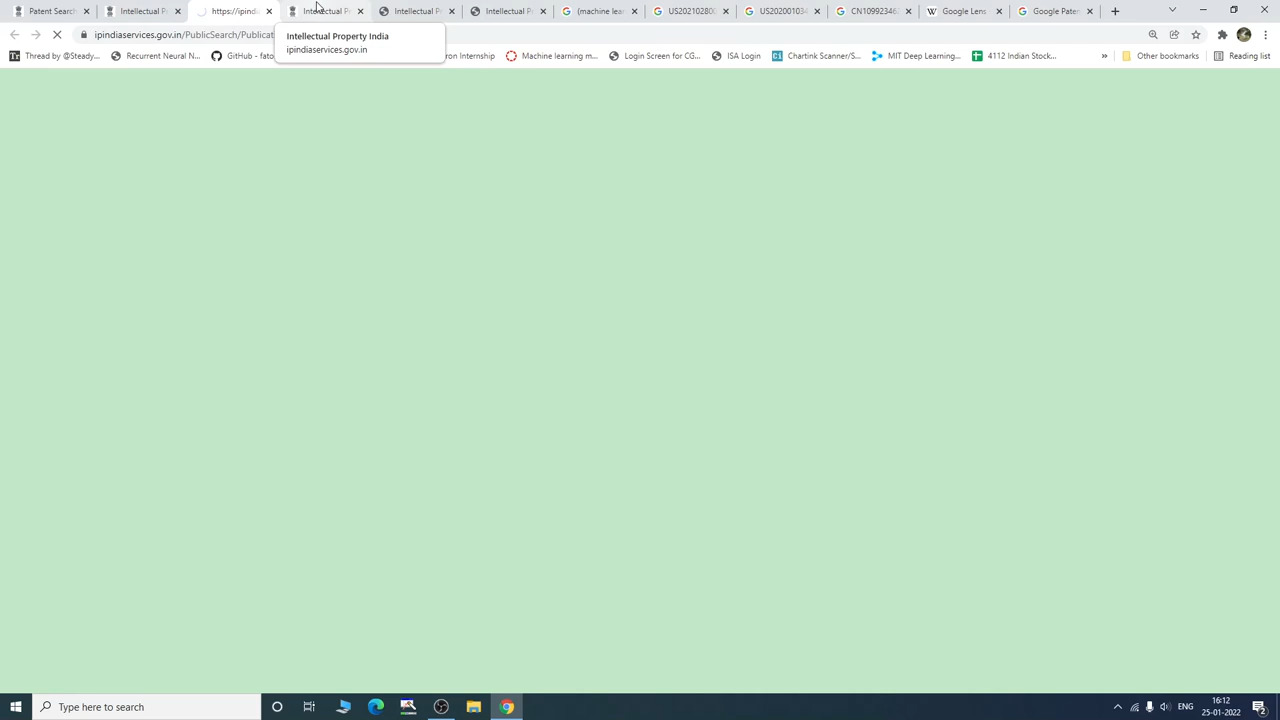 Patent Search
Intellectual P
https://ipindia
Intellectual P
Intellectual P
Intellectual P
(machine lear
US20210280
US20200103
CN10992346
Google Lens
Google Paten
ipindiaservices.gov.in/PublicSearch/Publicat
Intellectual Property India
ipindiaservices.gov.in
Thread by @Steady...
Recurrent Neural N...
GitHub - fato
ron Internship
Machine learning m...
Login Screen for CG...
ISA Login
Chartink Scanner/S...
MIT Deep Learning...
4112 Indian Stock...
»
Other bookmarks
Reading list
Type here to search
ENG
16:12
25-01-2022
2